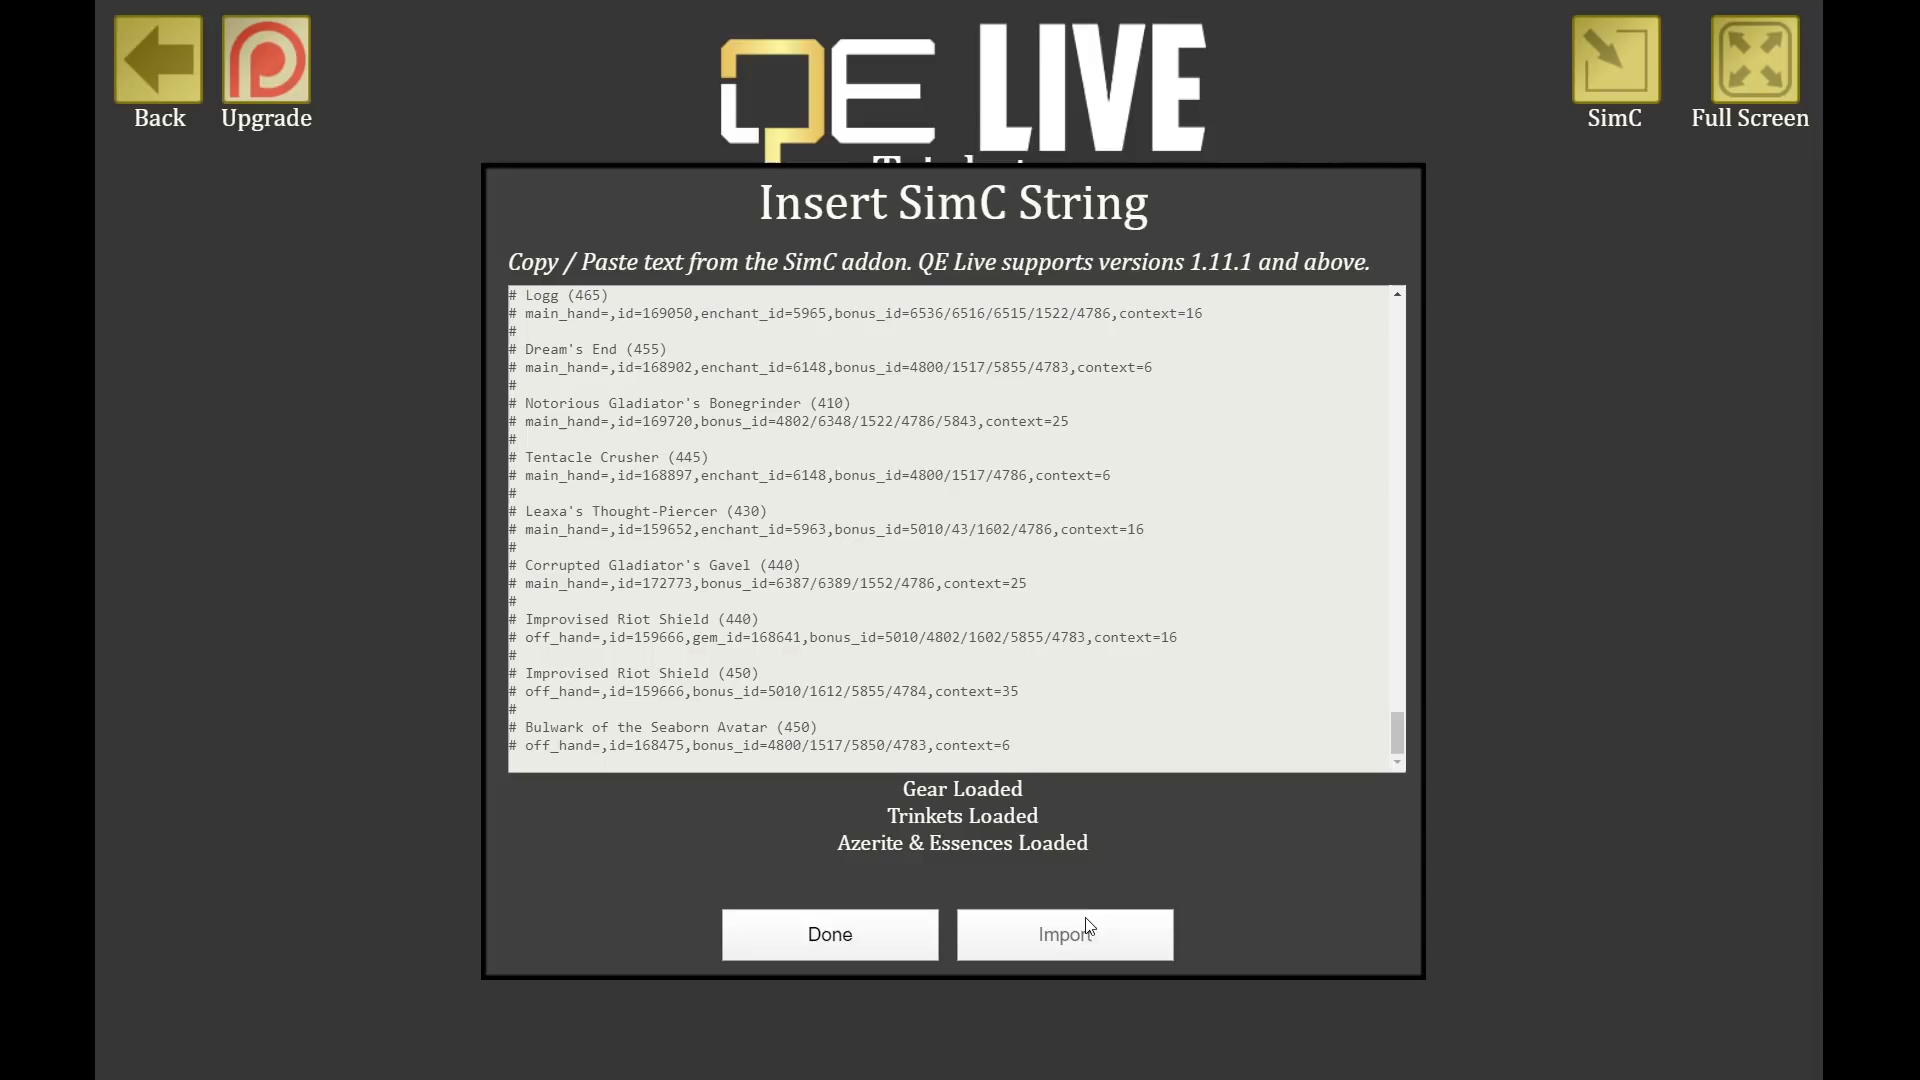 Back
Upgrade
QE LIVE
SimC
Full Screen
Insert SimC String
Copy / Paste text from the SimC addon. QE Live supports versions 1.11.1 and above.
# Logg (465)
# main_hand=,id=169050,enchant_id=5965,bonus_id=6536/6516/6515/1522/4786,context=16
#
# Dream's End (455)
# main_hand=,id=168902,enchant_id=6148,bonus_id=4800/1517/5855/4783,context=6
#
# Notorious Gladiator's Bonegrinder (410)
# main_hand=,id=169720,bonus_id=4802/6348/1522/4786/5843,context=25
#
# Tentacle Crusher (445)
# main_hand=,id=168897,enchant_id=6148,bonus_id=4800/1517/4786,context=6
#
# Leaxa's Thought-Piercer (430)
# main_hand=,id=159652,enchant_id=5963,bonus_id=5010/43/1602/4786,context=16
#
# Corrupted Gladiator's Gavel (440)
# main_hand=,id=172773,bonus_id=6387/6389/1552/4786,context=25
#
# Improvised Riot Shield (440)
# off_hand=,id=159666,gem_id=168641,bonus_id=5010/4802/1602/5855/4783,context=16
#
# Improvised Riot Shield (450)
# off_hand=,id=159666,bonus_id=5010/1612/5855/4784,context=35
#
# Bulwark of the Seaborn Avatar (450)
# off_hand=,id=168475,bonus_id=4800/1517/5850/4783,context=6
Gear Loaded
Trinkets Loaded
Azerite & Essences Loaded
Done
Import